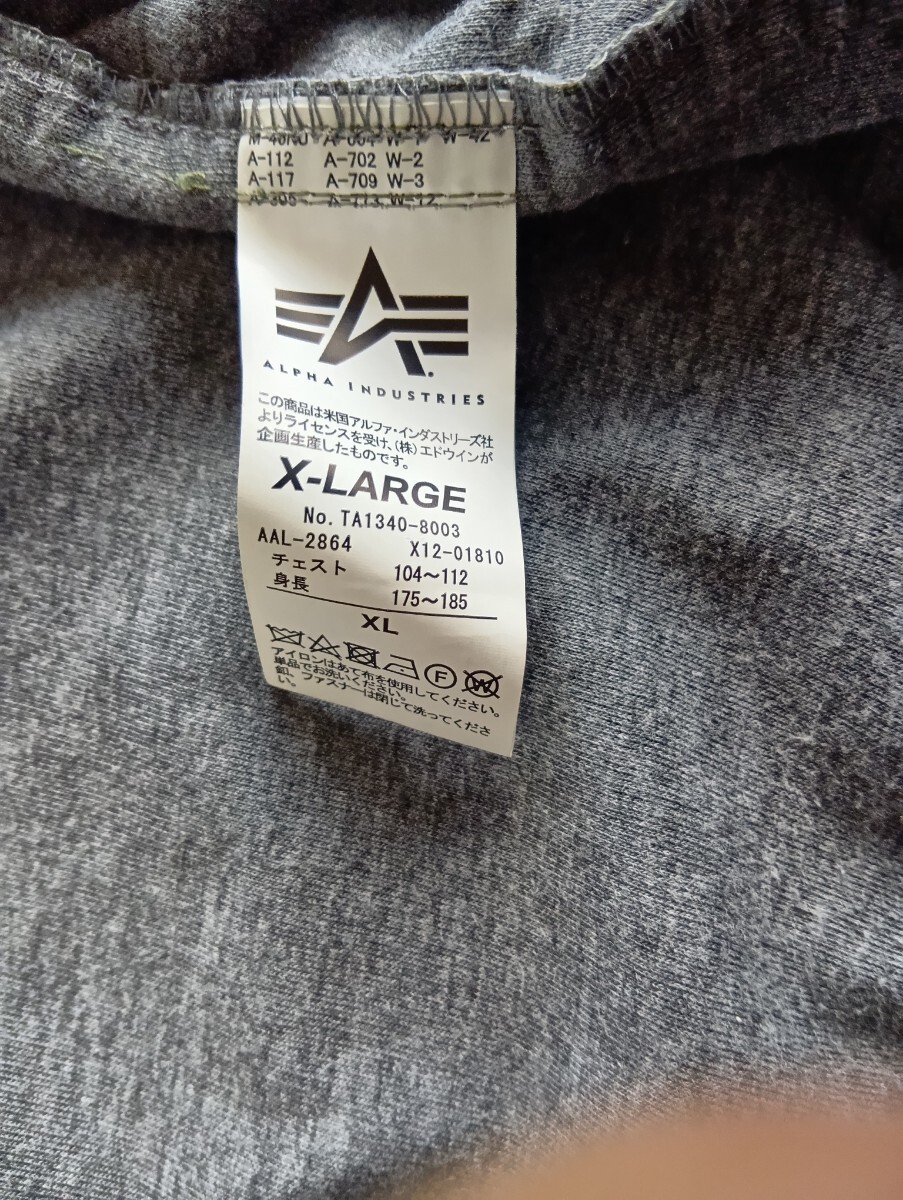 A-112 A-702 W-2
A-117 A-709 W-3
ALPHA INDUSTRIES
この商品は米国アルファ・インダストリーズ社
よりライセンスを受け、(株)エドウインが
企画生産したものです。
X-LARGE
No. TA1340-8003
AAL-2864 X12-01810
チェスト 104～112
身長 175～185
XL
F W
アイロンはあて布を使用してください。
単品でお洗いください。
釦、ファスナーは閉じて洗ってくださ
い。